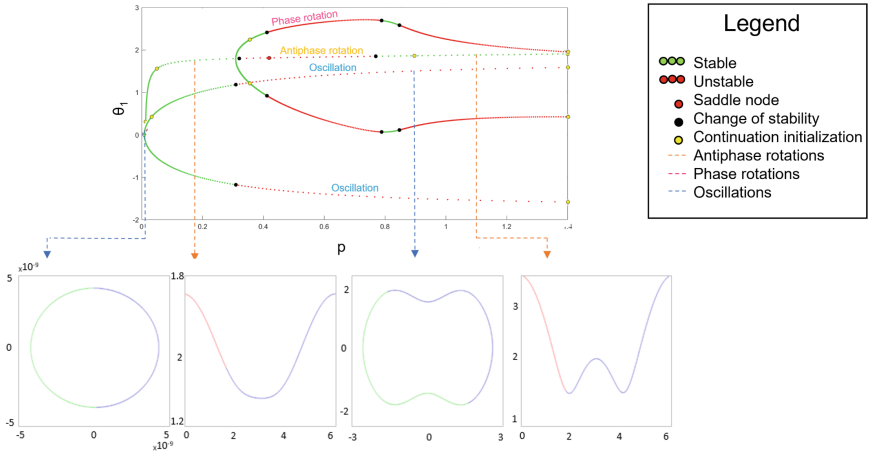 Phase rotation
Antiphase rotation
Oscillation
Oscillation
θ1
3
2
1
0
-1
-2
0
0.2
0.4
0.6
0.8
1
1.2
1.4
p
Legend
Stable
Unstable
Saddle node
Change of stability
Continuation initialization
Antiphase rotations
Phase rotations
Oscillations
x10-9
5
0
-5
-5
0
5
x10-9
1.8
2
1.2
0
2
4
6
2
0
-2
-3
0
3
3
2
1
0
2
4
6